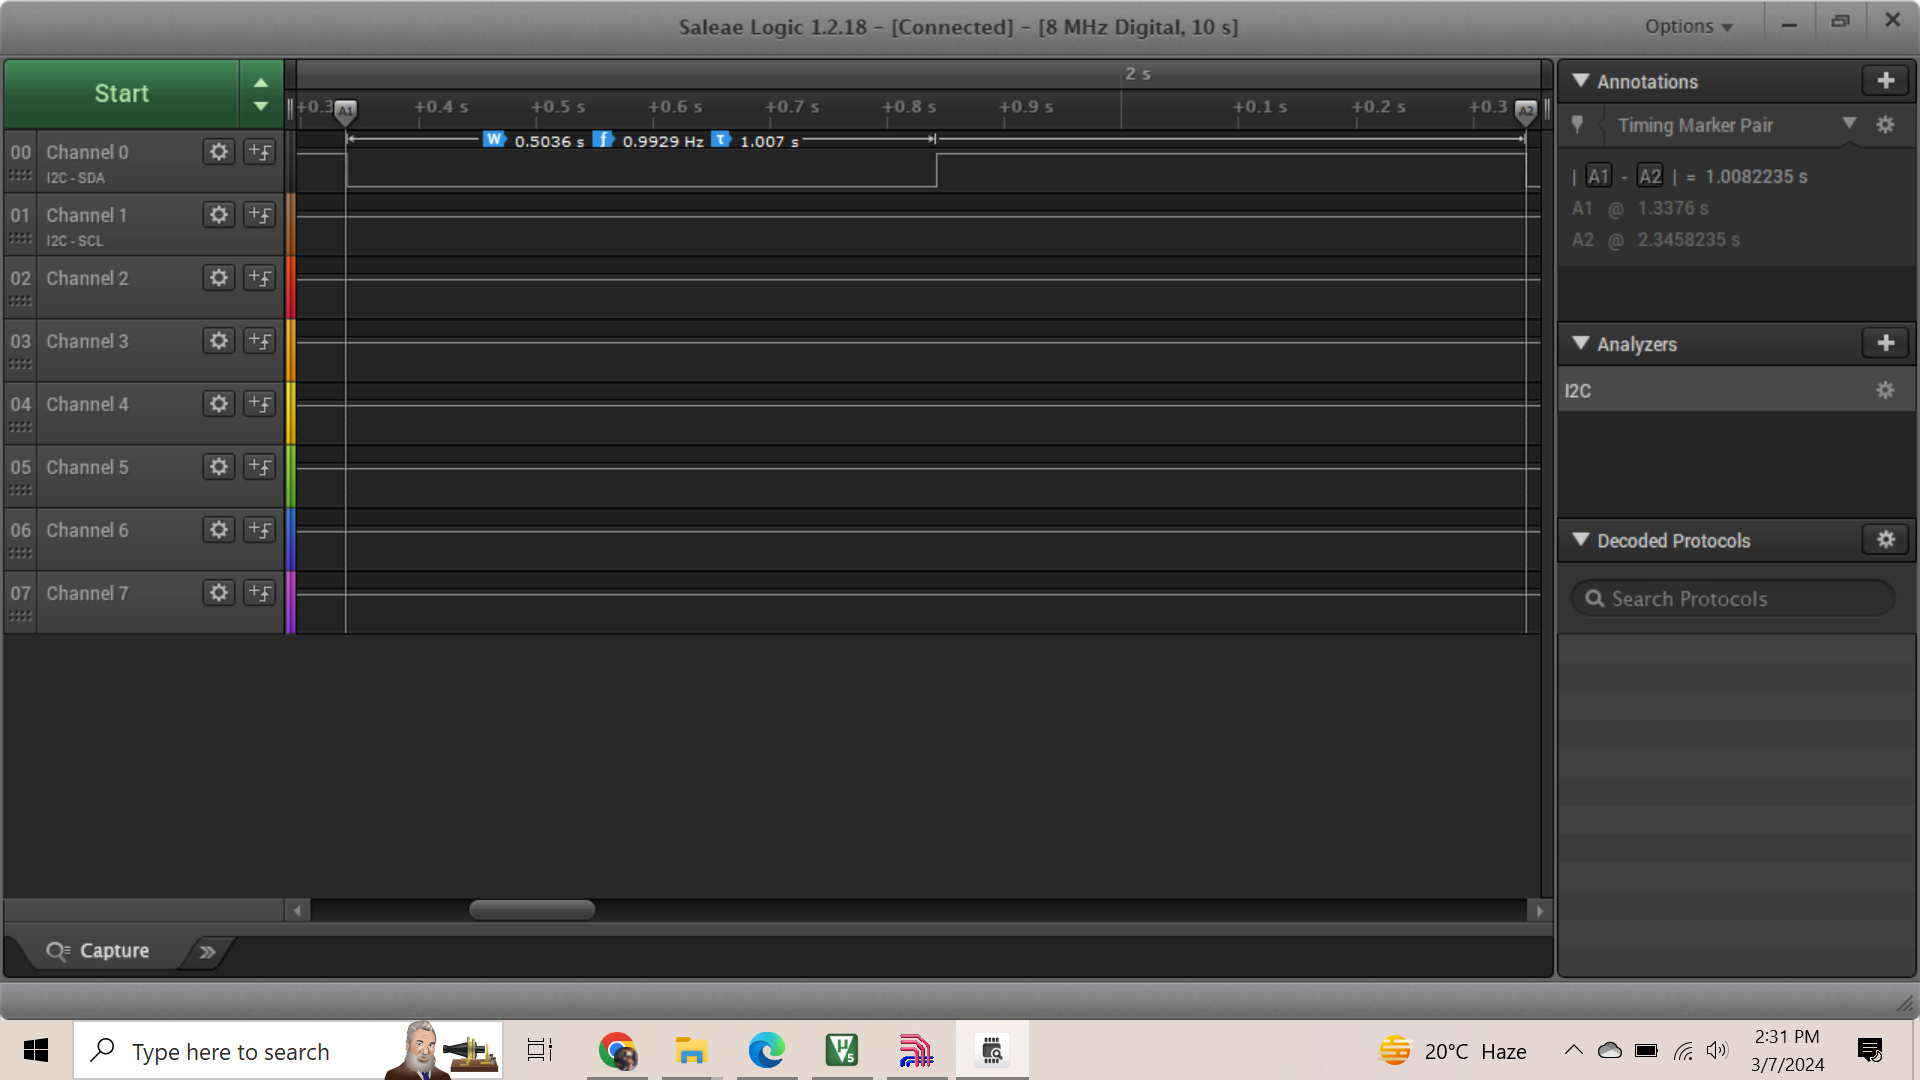 Saleae Logic 1.2.18 - [Connected] - [8 MHz Digital, 10 s]
Options
Start
2 s
+0.3
A1
+0.4 s
+0.5 s
+0.6 s
+0.7 s
+0.8 s
+0.9 s
+0.1 s
+0.2 s
+0.3
A2
W 0.5036 s f 0.9929 Hz τ 1.007 s
00 Channel 0
I2C - SDA
01 Channel 1
I2C - SCL
02 Channel 2
03 Channel 3
04 Channel 4
05 Channel 5
06 Channel 6
07 Channel 7
Capture
Annotations
Timing Marker Pair
| A1 - A2 | = 1.0082235 s
A1 @ 1.3376 s
A2 @ 2.3458235 s
Analyzers
I2C
Decoded Protocols
Search Protocols
Type here to search
20°C Haze
2:31 PM
3/7/2024